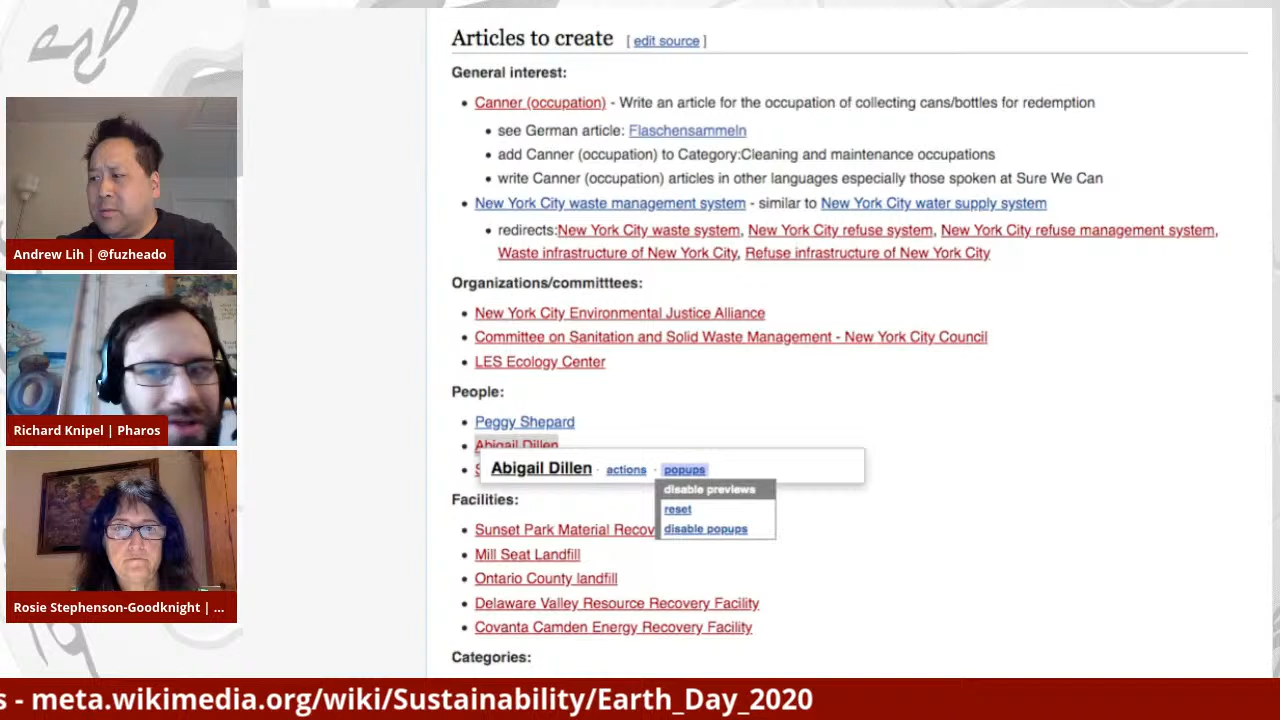 Andrew Lih | @fuzheado
Richard Knipel | Pharos
Rosie Stephenson-Goodknight | ...
Articles to create [ edit source ]
General interest:
Canner (occupation) - Write an article for the occupation of collecting cans/bottles for redemption
see German article: Flaschensammeln
add Canner (occupation) to Category:Cleaning and maintenance occupations
write Canner (occupation) articles in other languages especially those spoken at Sure We Can
New York City waste management system - similar to New York City water supply system
redirects:New York City waste system, New York City refuse system, New York City refuse management system,
Waste infrastructure of New York City, Refuse infrastructure of New York City
Organizations/committtees:
New York City Environmental Justice Alliance
Committee on Sanitation and Solid Waste Management - New York City Council
LES Ecology Center
People:
Peggy Shepard
Abigail Dillen
Abigail Dillen · actions · popups
disable previews
reset
disable popups
Facilities:
Sunset Park Material Recov
Mill Seat Landfill
Ontario County landfill
Delaware Valley Resource Recovery Facility
Covanta Camden Energy Recovery Facility
Categories:
s - meta.wikimedia.org/wiki/Sustainability/Earth_Day_2020